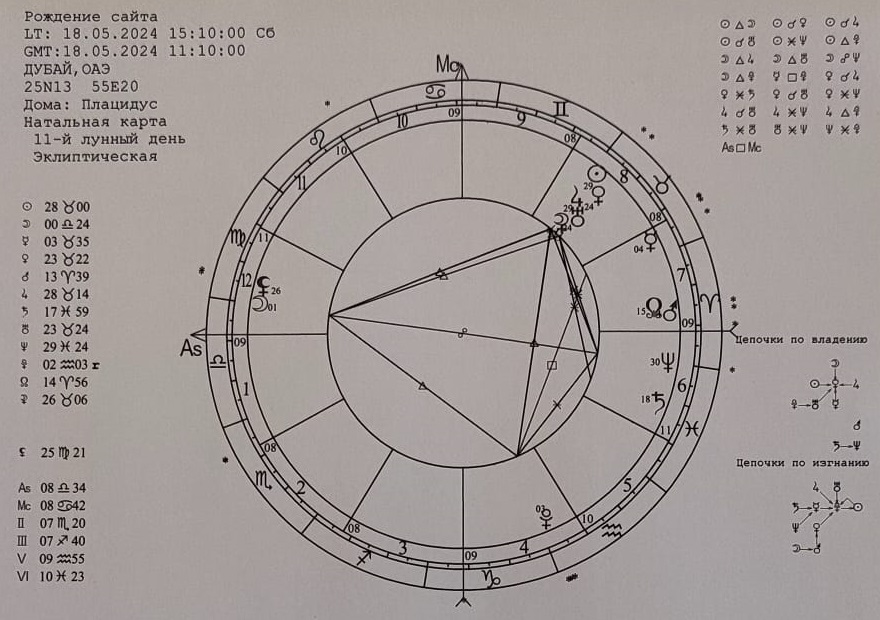 Рождение сайта
LT: 18.05.2024 15:10:00 Сб
GMT:18.05.2024 11:10:00
ДУБАЙ,ОАЭ
25N13 55E20
Дома: Плацидус
Натальная карта
11-й лунный день
Эклиптическая
☉ △ ☽ ☉ ☌ ♀ ☉ ☌ ♃
☉ ☌ ♅ ☉ ⚹ ♆ ☉ △ ♇
☽ △ ♃ ☽ △ ♅ ☽ ☍ ♆
☽ △ ♇ ☿ □ ♇ ♀ ☌ ♃
♀ ⚹ ♄ ♀ ☌ ♅ ♀ ⚹ ♆
♃ ☌ ♅ ♃ ⚹ ♆ ♃ △ ♇
♄ ⚹ ♅ ♅ ⚹ ♆ ♆ ⚹ ♇
As □ Mc
☉ 28 ♉ 00
☽ 00 ♎ 24
☿ 03 ♉ 35
♀ 23 ♉ 22
♂ 13 ♈ 39
♃ 28 ♉ 14
♄ 17 ♓ 59
♅ 23 ♉ 24
♆ 29 ♓ 24
♇ 02 ♒ 03 r
☊ 14 ♈ 56
26 ♉ 06
⚸ 25 ♍ 21
As 08 ♎ 34
Mc 08 ♋ 42
II 07 ♏ 20
III 07 ♐ 40
V 09 ♒ 55
VI 10 ♓ 23
Mc
♋ ♊
10 09 9 08
♌ 10 8 ♉
11 08
♍ 11 04 ☿ 7
12 ⚸ 26
☽ 01 15 ☊ ♂ ♈
As 09 09
♎ 30 ♆
1 18 ♄ 6
08 11 ♓
♏ 2 5
08 03 ♇ 10 ♒
♐ 3 09 4
♑
Цепочки по владению
Цепочки по изгнанию